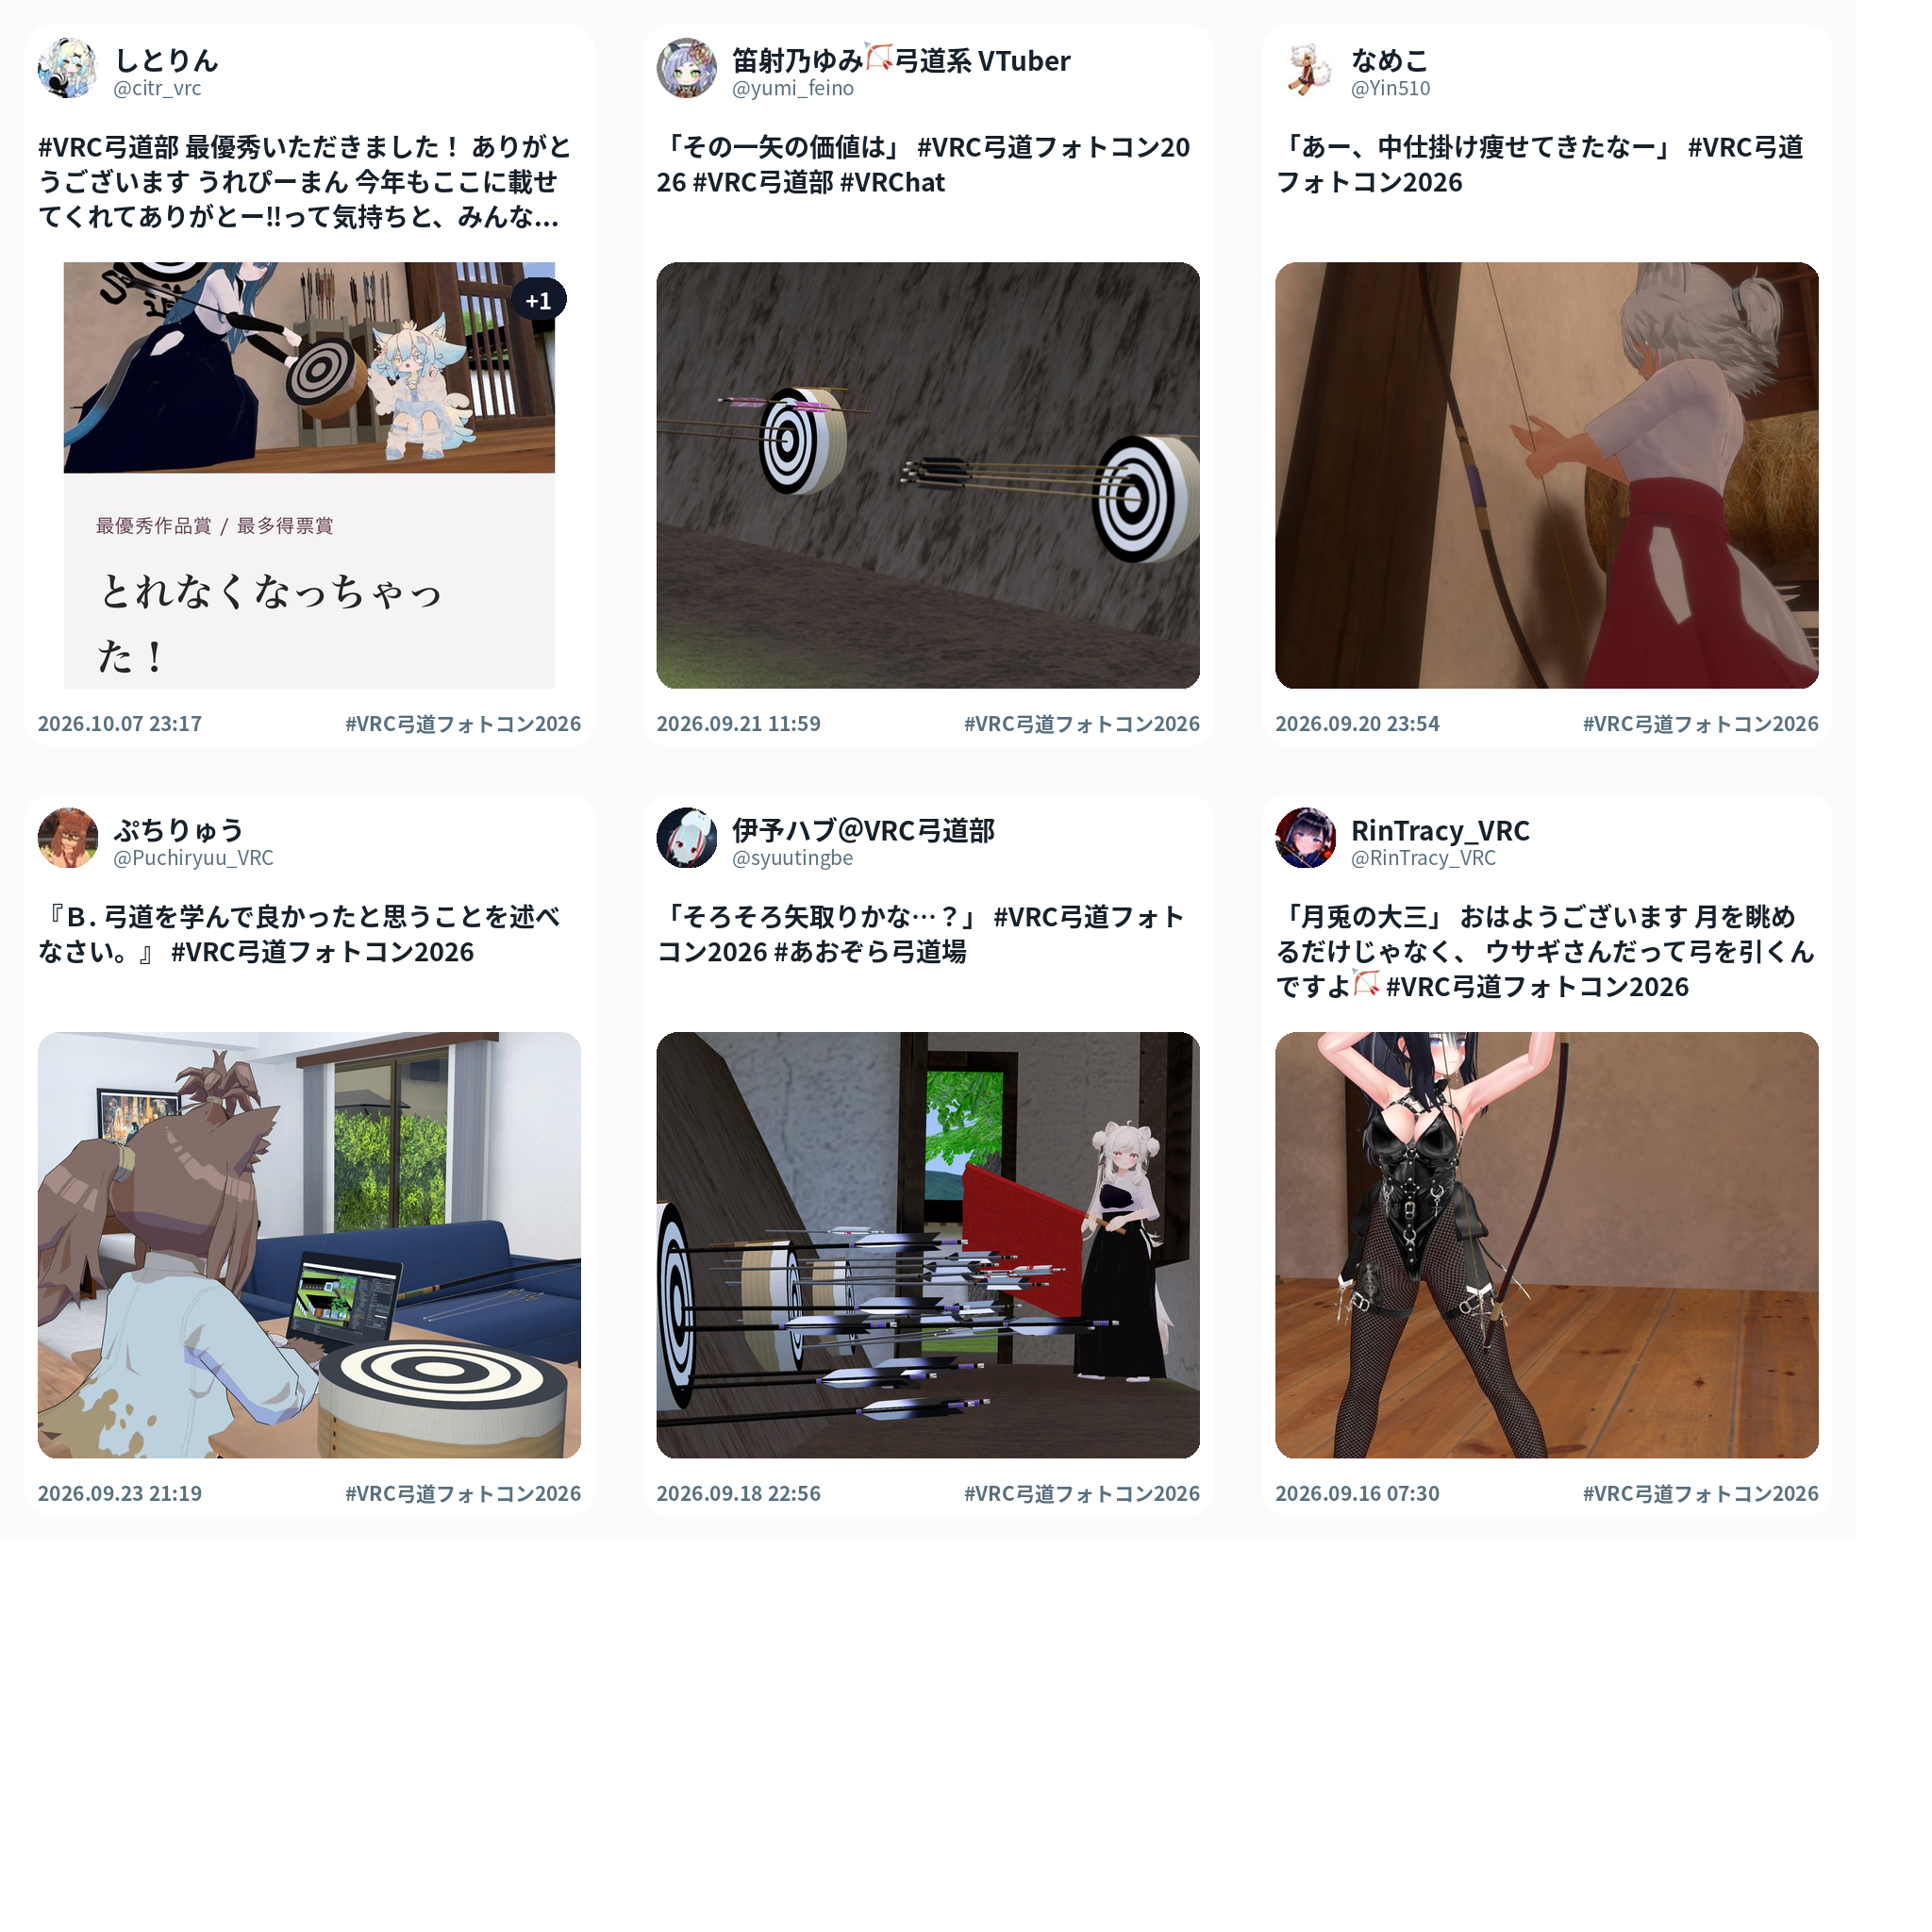 しとりん
@citr_vrc
#VRC弓道部 最優秀いただきました！ ありがと
うございます うれぴーまん 今年もここに載せ
てくれてありがとー‼って気持ちと、みんな...
+1
最優秀作品賞 / 最多得票賞
とれなくなっちゃっ
た！
2026.10.07 23:17
#VRC弓道フォトコン2026
笛射乃ゆみ🏹弓道系 VTuber
@yumi_feino
「その一矢の価値は」 #VRC弓道フォトコン20
26 #VRC弓道部 #VRChat
2026.09.21 11:59
#VRC弓道フォトコン2026
なめこ
@Yin510
「あー、中仕掛け痩せてきたなー」 #VRC弓道
フォトコン2026
2026.09.20 23:54
#VRC弓道フォトコン2026
ぷちりゅう
@Puchiryuu_VRC
『Ｂ. 弓道を学んで良かったと思うことを述べ
なさい。』 #VRC弓道フォトコン2026
2026.09.23 21:19
#VRC弓道フォトコン2026
伊予ハブ＠VRC弓道部
@syuutingbe
「そろそろ矢取りかな…？」 #VRC弓道フォト
コン2026 #あおぞら弓道場
2026.09.18 22:56
#VRC弓道フォトコン2026
RinTracy_VRC
@RinTracy_VRC
「月兎の大三」 おはようございます 月を眺め
るだけじゃなく、 ウサギさんだって弓を引くん
ですよ🏹 #VRC弓道フォトコン2026
2026.09.16 07:30
#VRC弓道フォトコン2026